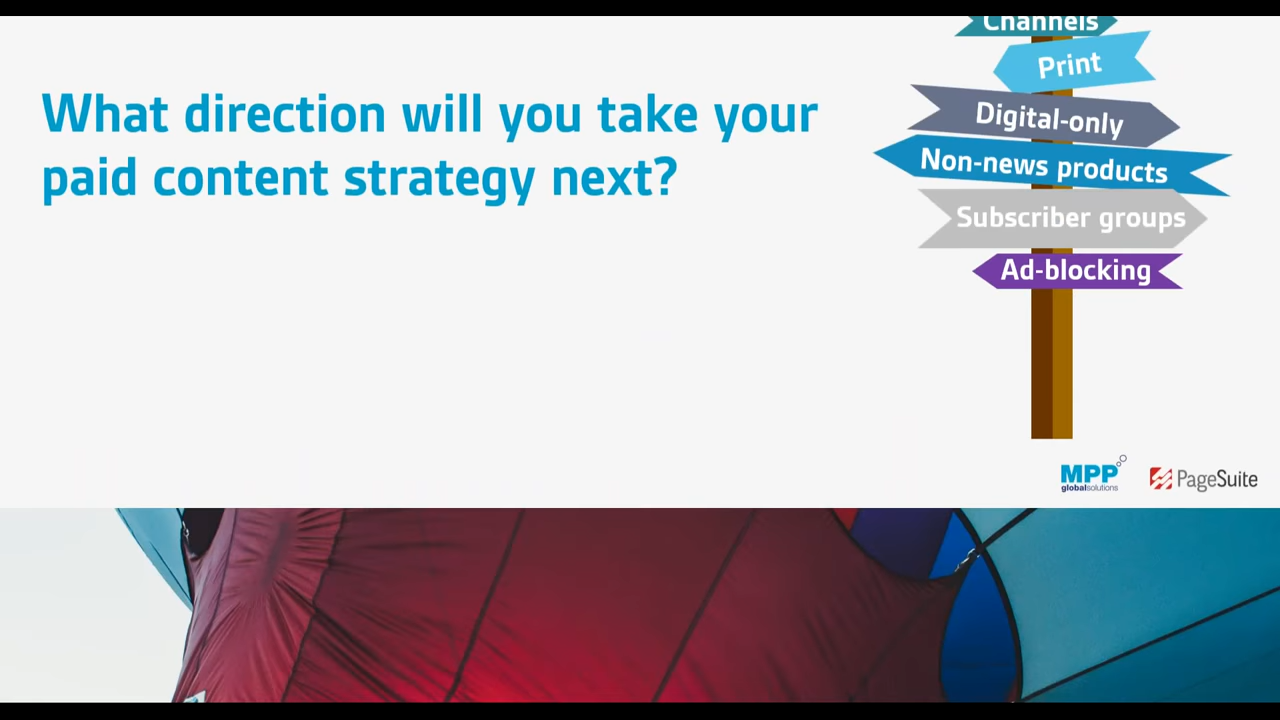 What direction will you take your
paid content strategy next?
Channels
Print
Digital-only
Non-news products
Subscriber groups
Ad-blocking
MPP
globalsolutions
PageSuite